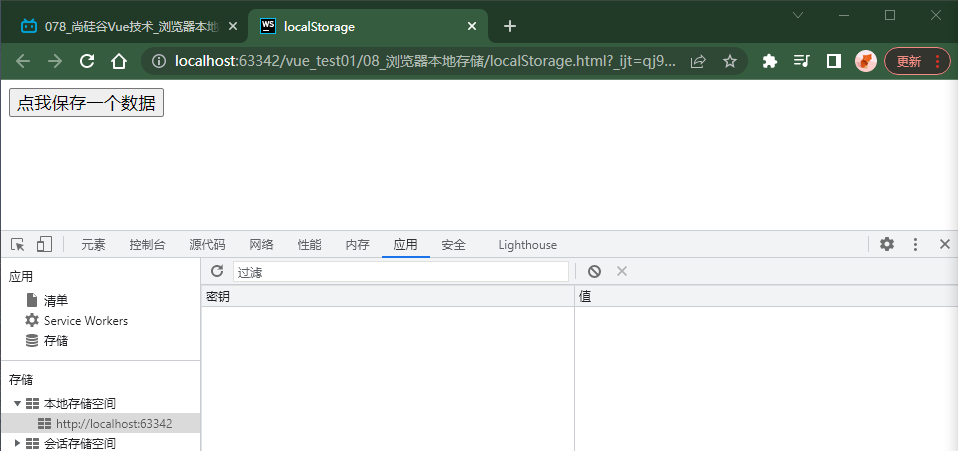 078_尚硅谷Vue技术_浏览器本地
localStorage
localhost:63342/vue_test01/08_浏览器本地存储/localStorage.html?_ijt=qj9...
更新
点我保存一个数据
元素 控制台 源代码 网络 性能 内存 应用 安全 Lighthouse
应用
过滤
密钥 值
清单
Service Workers
存储
存储
本地存储空间
http://localhost:63342
会话存储空间